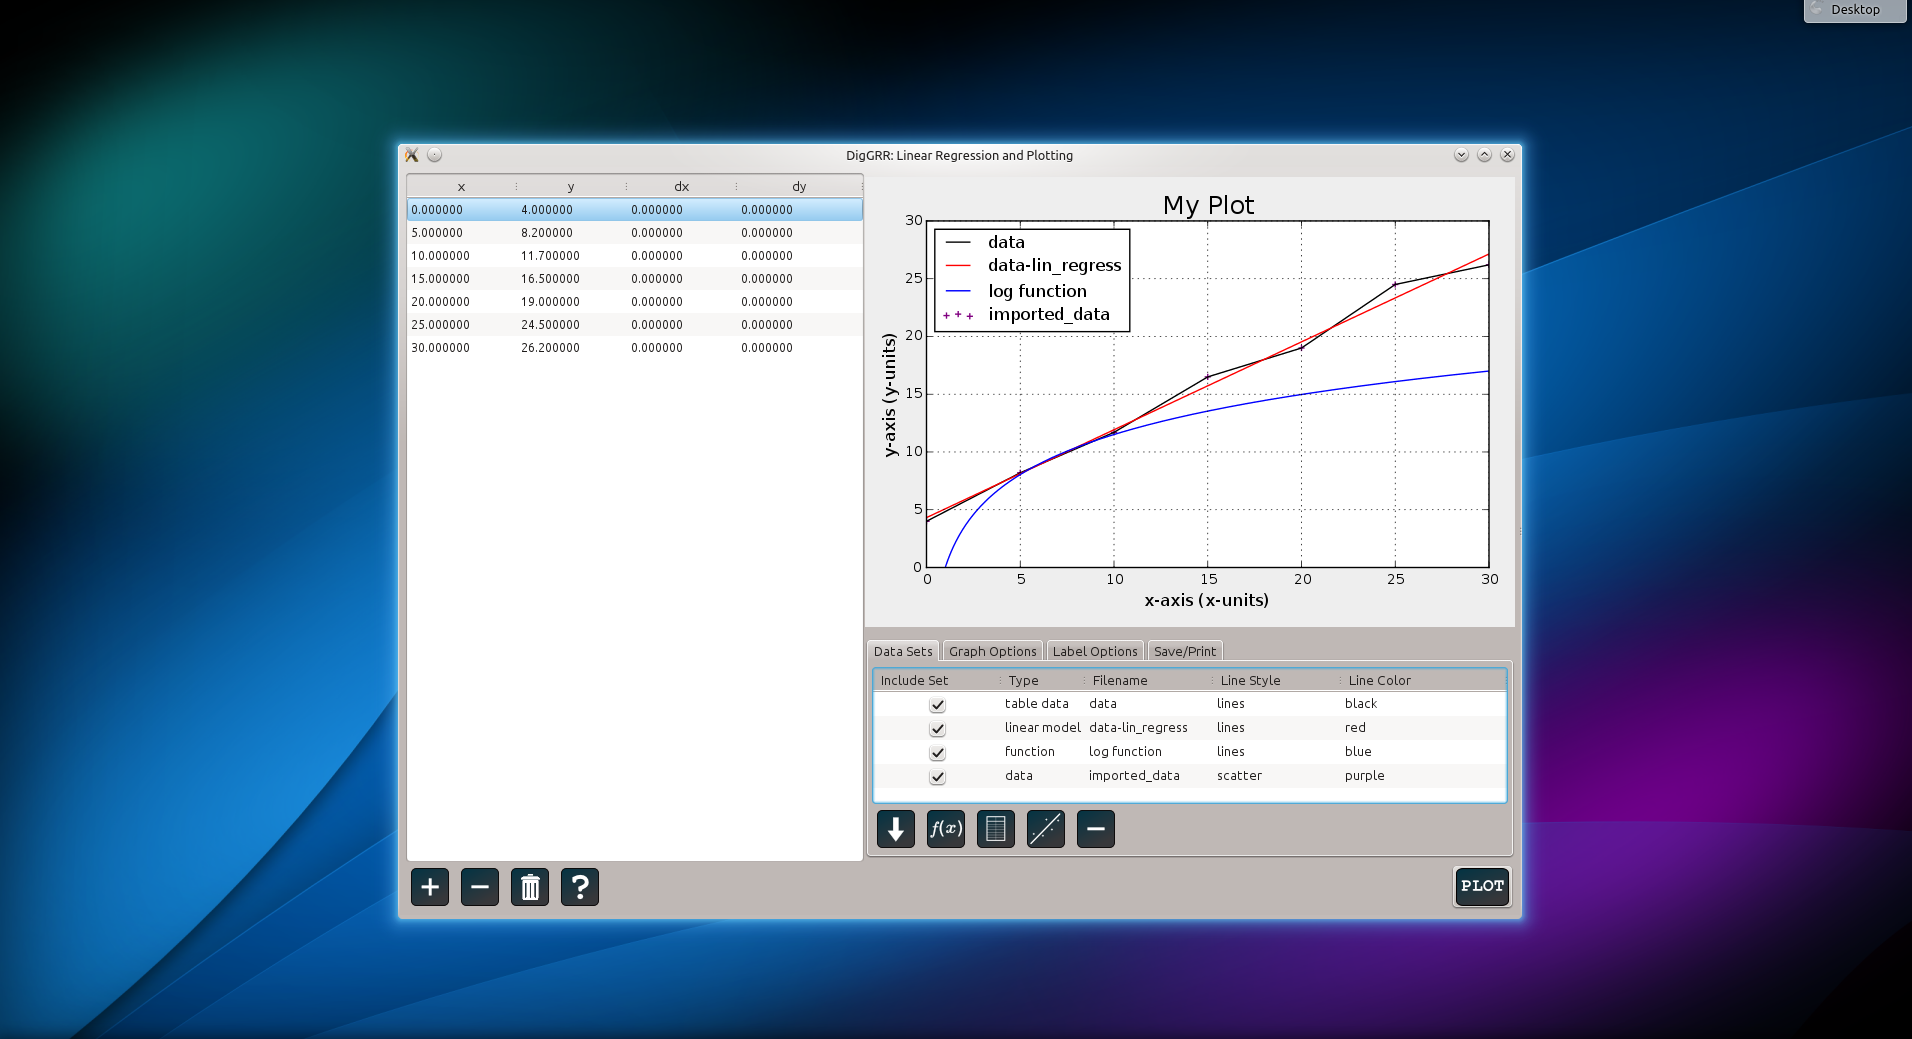 Desktop
DigGRR: Linear Regression and Plotting
x y dx dy
0.000000 4.000000 0.000000 0.000000
5.000000 8.200000 0.000000 0.000000
10.000000 11.700000 0.000000 0.000000
15.000000 16.500000 0.000000 0.000000
20.000000 19.000000 0.000000 0.000000
25.000000 24.500000 0.000000 0.000000
30.000000 26.200000 0.000000 0.000000
My Plot
data
data-lin_regress
log function
imported_data
y-axis (y-units)
30
25
20
15
10
5
0
0 5 10 15 20 25 30
x-axis (x-units)
Data Sets Graph Options Label Options Save/Print
Include Set Type Filename Line Style Line Color
table data data lines black
linear model data-lin_regress lines red
function log function lines blue
data imported_data scatter purple
f(x)
+ − ? PLOT